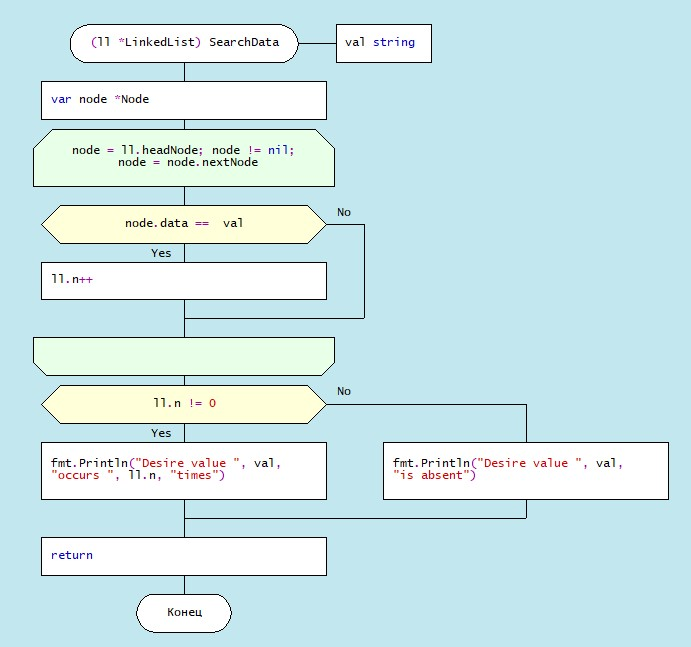 (ll *LinkedList) SearchData
val string
var node *Node
node = ll.headNode; node != nil;
node = node.nextNode
node.data ==  val
No
Yes
ll.n++
ll.n != 0
No
Yes
fmt.Println("Desire value ", val,
"occurs ", ll.n, "times")
fmt.Println("Desire value ", val,
"is absent")
return
Конец